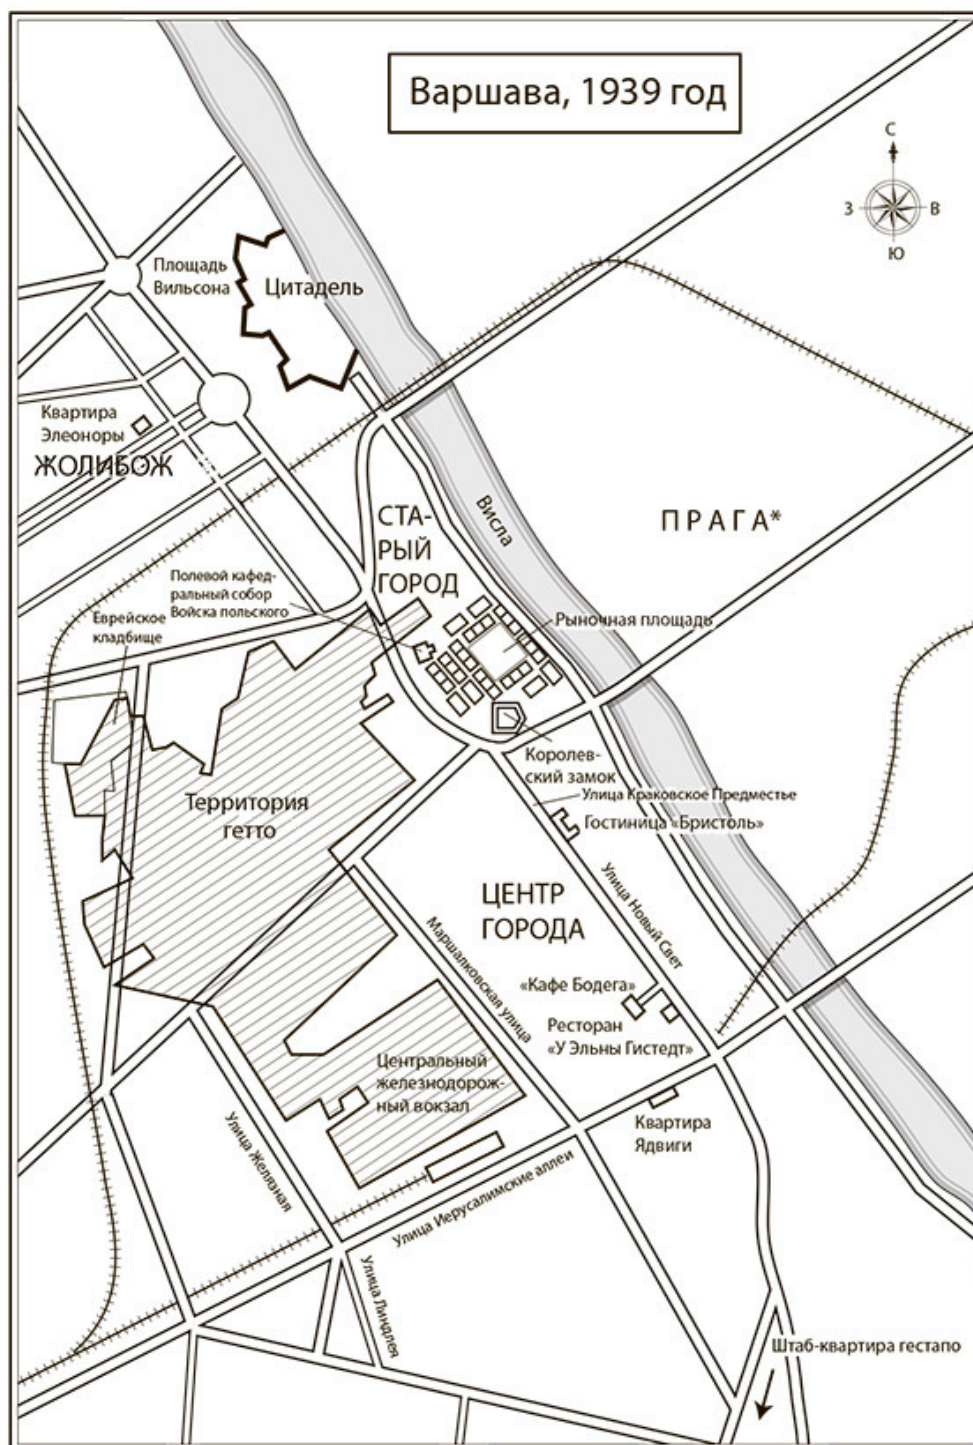 Варшава, 1939 год
С
З
В
Ю
Площадь
Вильсона
Цитадель
Квартира
Элеоноры
ЖОЛИБОЖ
Висла
ПРАГА*
СТА-
РЫЙ
ГОРОД
Полевой кафед-
ральный собор
Войска польского
Еврейское
кладбище
Рыночная площадь
Королев-
ский замок
Улица Краковское Предместье
Гостиница «Бристоль»
Территория
гетто
ЦЕНТР
ГОРОДА
Улица Новый Свет
Маршалковская улица
«Кафе Бодега»
Ресторан
«У Эльны Гистедт»
Центральный
железнодорож-
ный вокзал
Квартира
Ядвиги
Улица Желязная
Улица Иерусалимские аллеи
Улица Линдлея
Штаб-квартира гестапо